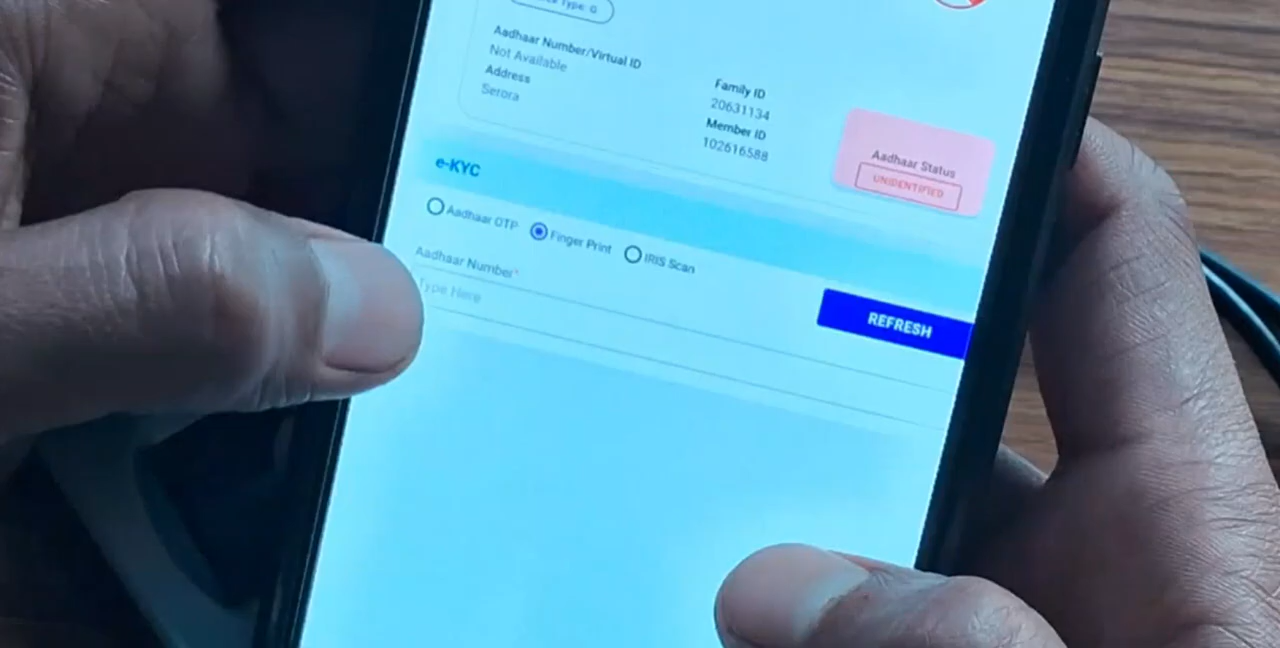 Type: G
Aadhaar Number/Virtual ID
Not Available
Address
Serora
Family ID
20631134
Member ID
102616588
Aadhaar Status
UNIDENTIFIED
e-KYC
Aadhaar OTP
Finger Print
IRIS Scan
Aadhaar Number*
Type Here
REFRESH